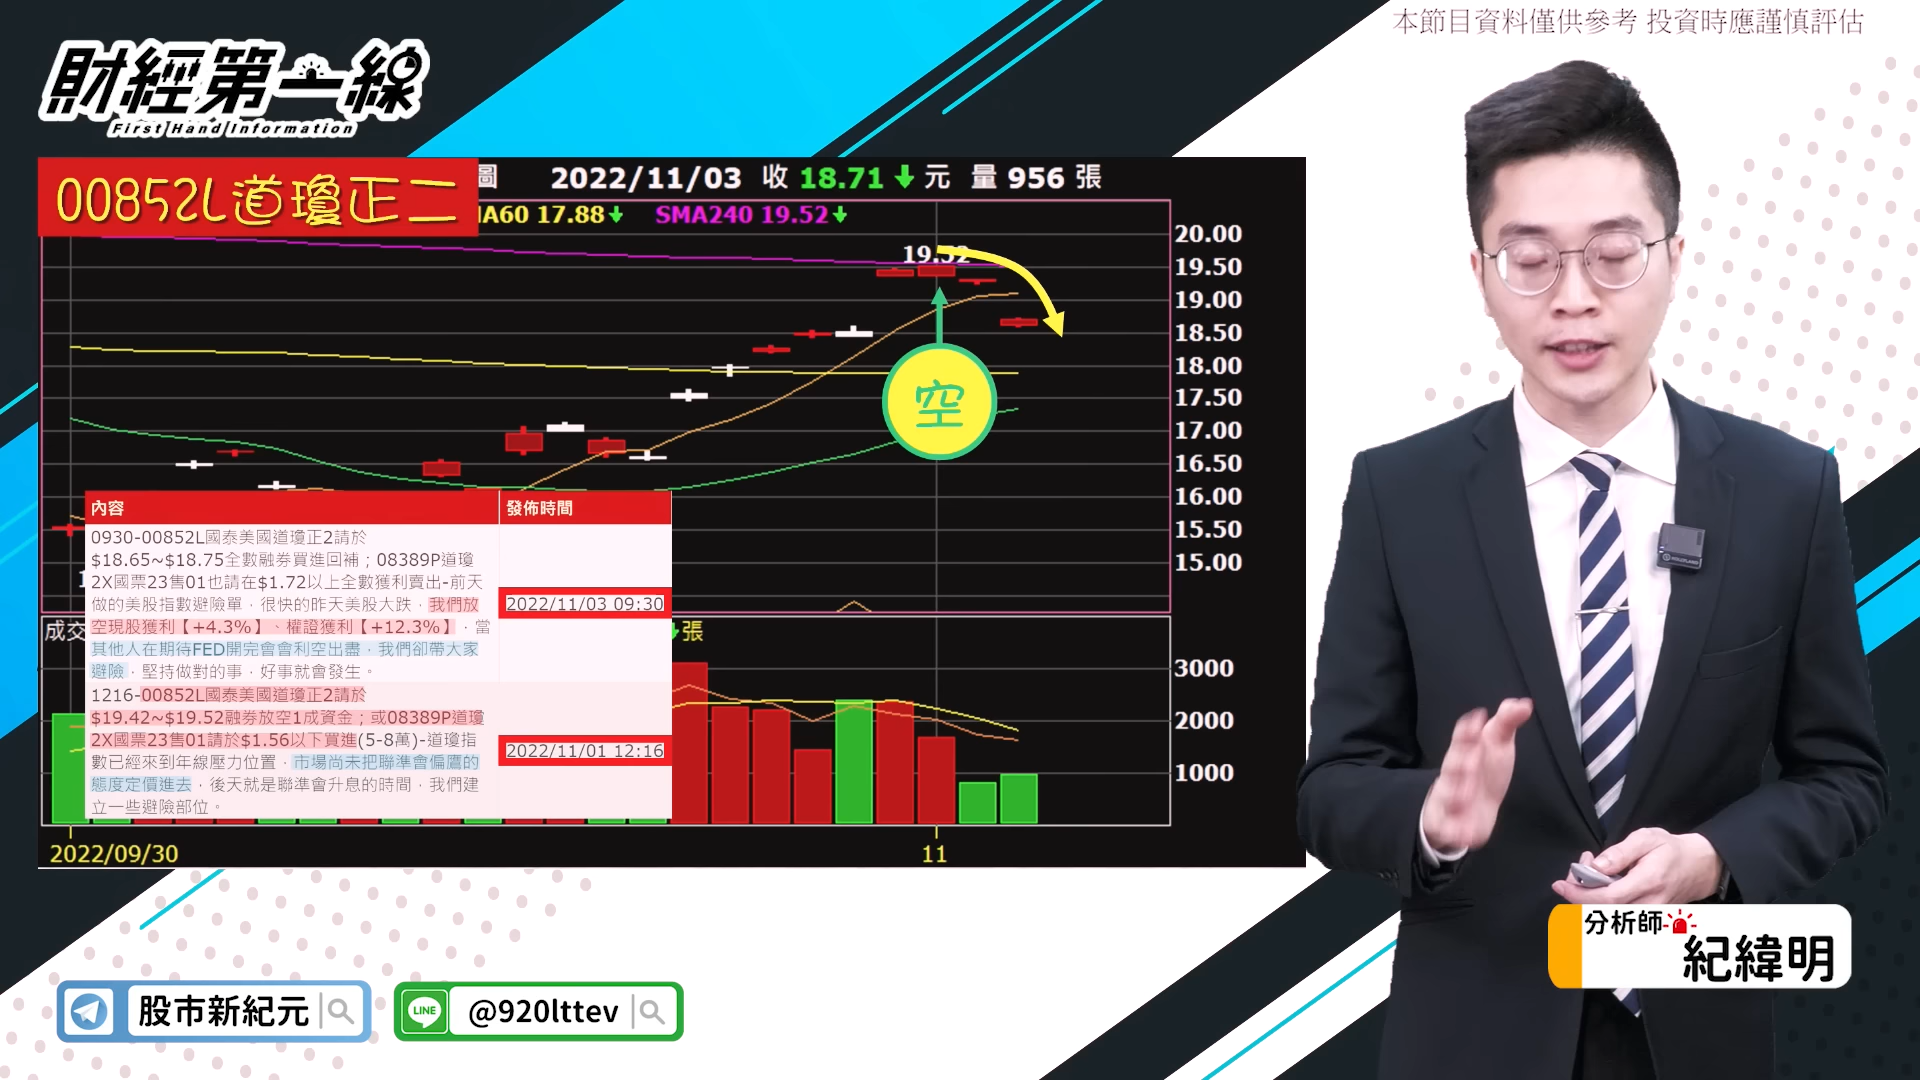 本節目資料僅供參考 投資時應謹慎評估
財經第一線
First Hand Information
00852L道瓊正二
圖 2022/11/03 收 18.71 元 量 956 張
MA60 17.88 SMA240 19.52
20.00
19.50
19.00
18.50
18.00
17.50
17.00
16.50
16.00
15.50
15.00
19.52
空
內容 發佈時間
0930-00852L國泰美國道瓊正2請於
$18.65~$18.75全數融券買進回補；08389P道瓊
2X國票23售01也請在$1.72以上全數獲利賣出-前天
做的美股指數避險單，很快的昨天美股大跌，我們放
空現股獲利【+4.3%】、權證獲利【+12.3%】，當
其他人在期待FED開完會會利空出盡，我們卻帶大家
避險，堅持做對的事，好事就會發生。
2022/11/03 09:30
1216-00852L國泰美國道瓊正2請於
$19.42~$19.52融券放空1成資金；或08389P道瓊
2X國票23售01請於$1.56以下買進(5-8萬)-道瓊指
數已經來到年線壓力位置，市場尚未把聯準會偏鷹的
態度定價進去，後天就是聯準會升息的時間，我們建
立一些避險部位。
2022/11/01 12:16
成交
張
3000
2000
1000
2022/09/30
11
分析師
紀緯明
股市新紀元
LINE
@920lttev